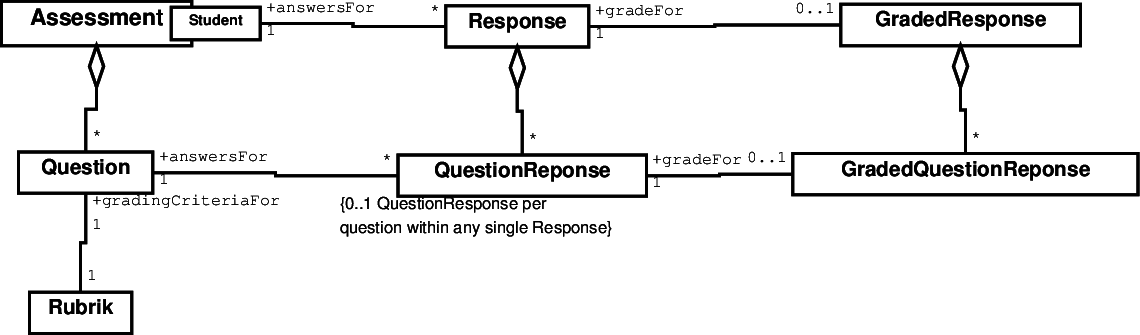 Assessment
Student
+answersFor
1
*
Response
+gradeFor
1
0..1
GradedResponse
*
*
*
Question
+answersFor
1
*
QuestionReponse
+gradeFor
1
0..1
GradedQuestionReponse
+gradingCriteriaFor
1
{0..1 QuestionResponse per
question within any single Response}
1
Rubrik